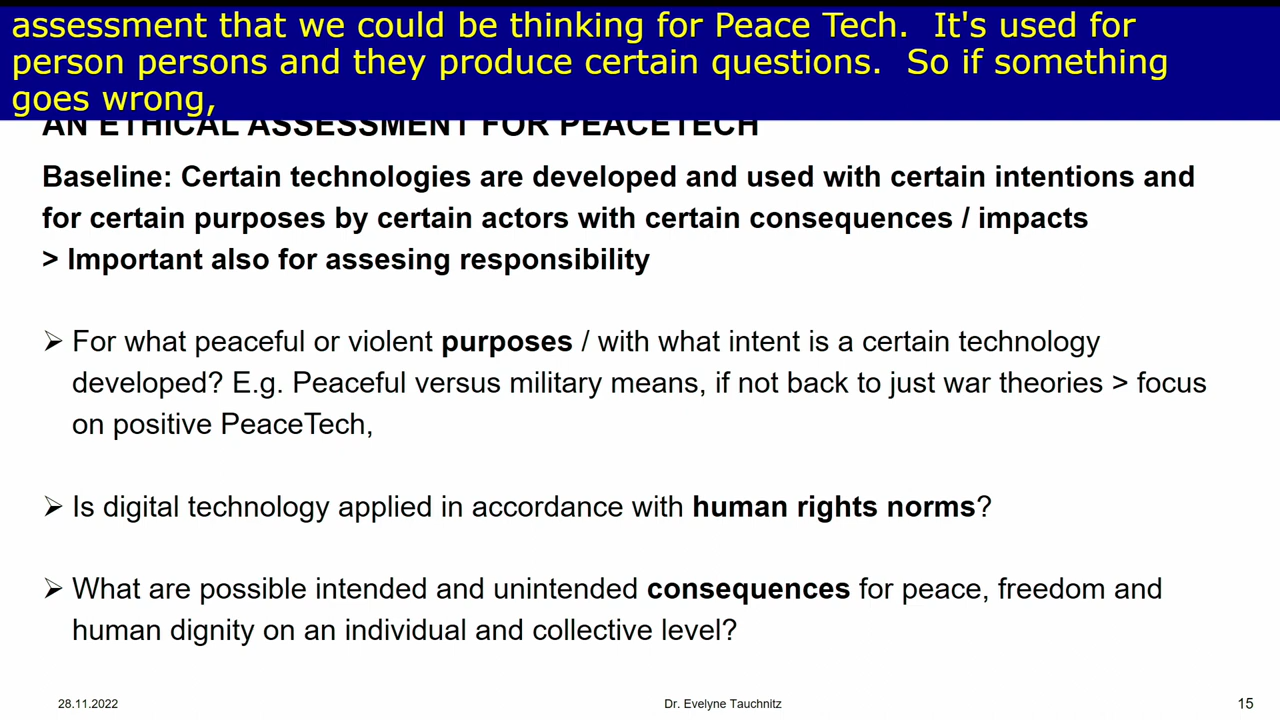 assessment that we could be thinking for Peace Tech. It's used for
person persons and they produce certain questions. So if something
goes wrong,
AN ETHICAL ASSESSMENT FOR PEACETECH
Baseline: Certain technologies are developed and used with certain intentions and
for certain purposes by certain actors with certain consequences / impacts
> Important also for assesing responsibility
➢ For what peaceful or violent purposes / with what intent is a certain technology
developed? E.g. Peaceful versus military means, if not back to just war theories > focus
on positive PeaceTech,
➢ Is digital technology applied in accordance with human rights norms?
➢ What are possible intended and unintended consequences for peace, freedom and
human dignity on an individual and collective level?
28.11.2022
Dr. Evelyne Tauchnitz
15